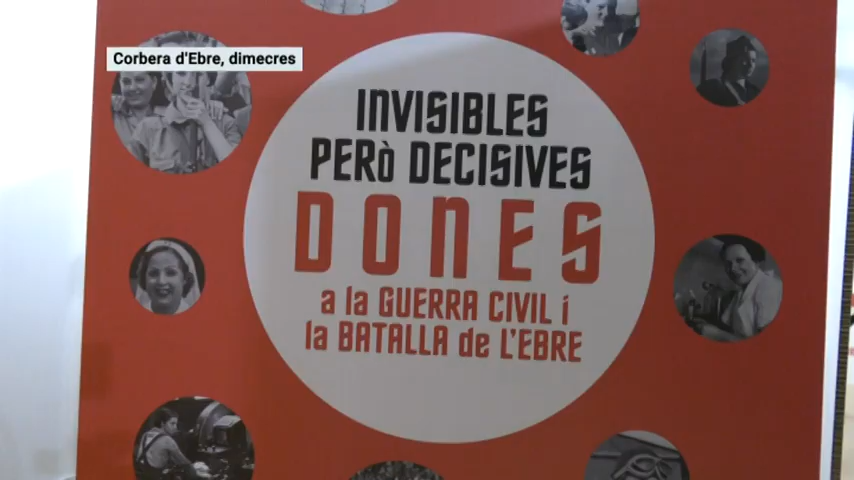 Corbera d'Ebre, dimecres
INVISIBLES
PERÒ DECISIVES
DONES
a la GUERRA CIVIL i
la BATALLA de L'EBRE